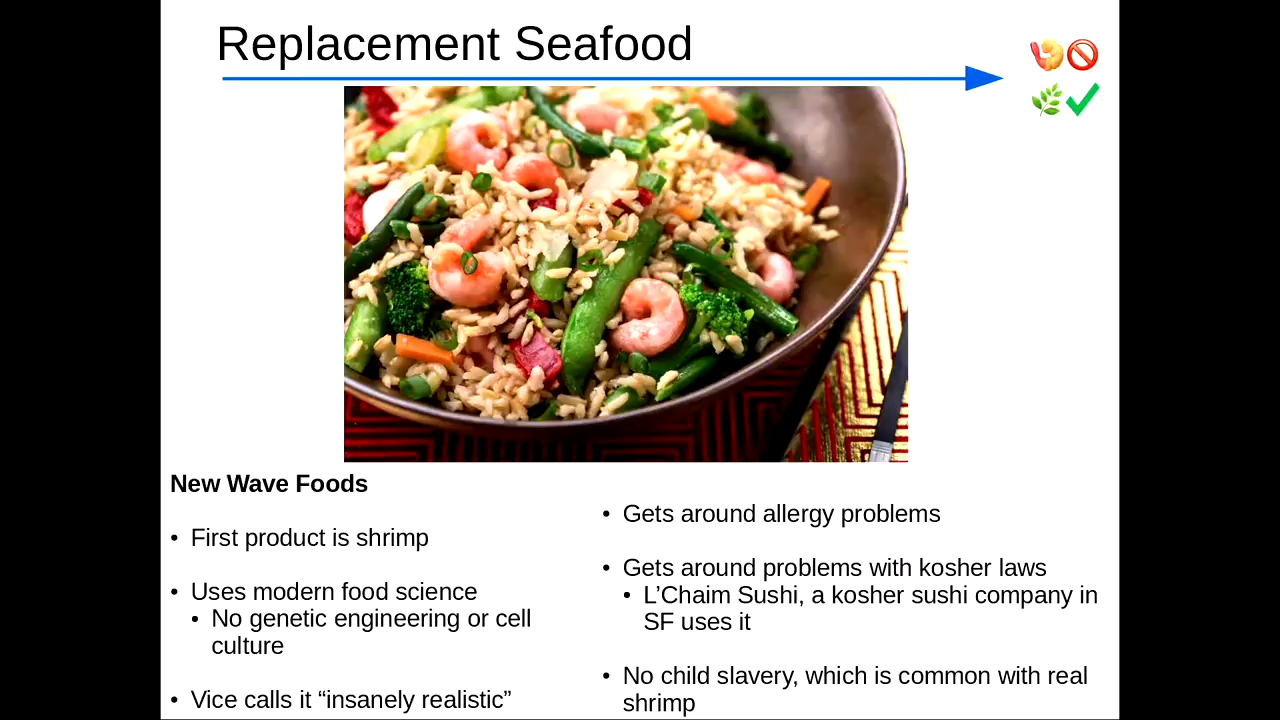 Replacement Seafood
New Wave Foods
• First product is shrimp
• Uses modern food science
• No genetic engineering or cell
culture
• Vice calls it “insanely realistic”
• Gets around allergy problems
• Gets around problems with kosher laws
• L’Chaim Sushi, a kosher sushi company in
SF uses it
• No child slavery, which is common with real
shrimp